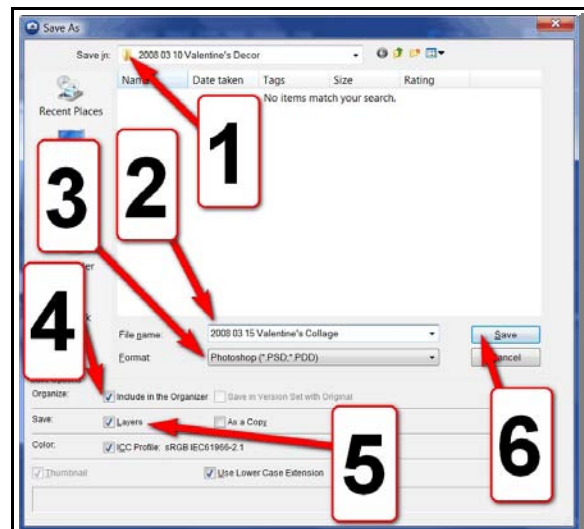 Save As
Save in: 2008 03 10 Valentine's Decor
Date taken Tags Size Rating
No items match your search.
Recent Places
1
2
3
4
5
6
File name: 2008 03 15 Valentine's Collage Save
Format: Photoshop (*.PSD;*.PDD)
Organize: Include in the Organizer Save in Version Set with Original
Save: Layers As a Copy
Color: ICC Profile: sRGB IEC61966-2.1
Thumbnail Use Lower Case Extension